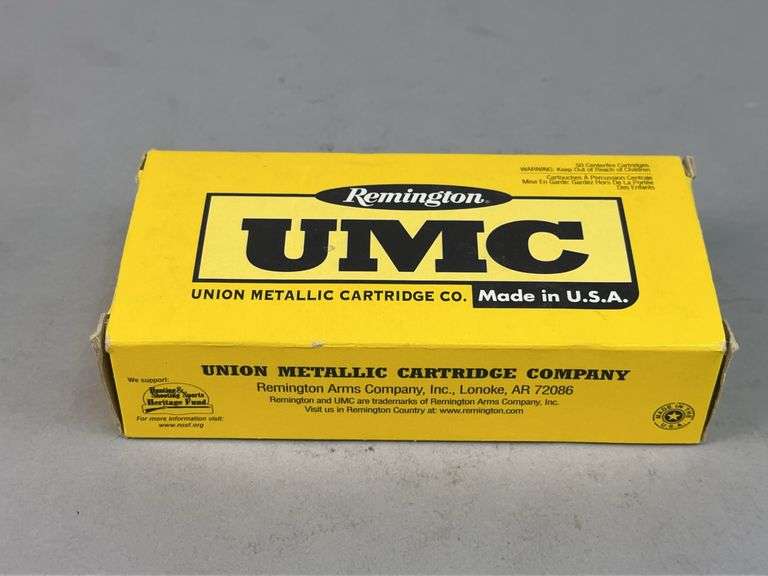 50 Centerfire Cartridges
WARNING: Keep Out of Reach of Children
Cartouches À Percussion Centrale
Mise En Garde: Gardez Hors De La Portée
Des Enfants
Remington®
UMC
UNION METALLIC CARTRIDGE CO. Made in U.S.A.
We support:
Hunting &
Shooting Sports
Heritage Fund
For more information visit:
www.nssf.org
UNION METALLIC CARTRIDGE COMPANY
Remington Arms Company, Inc., Lonoke, AR 72086
Remington and UMC are trademarks of Remington Arms Company, Inc.
Visit us in Remington Country at: www.remington.com
MADE IN THE
U.S.A.